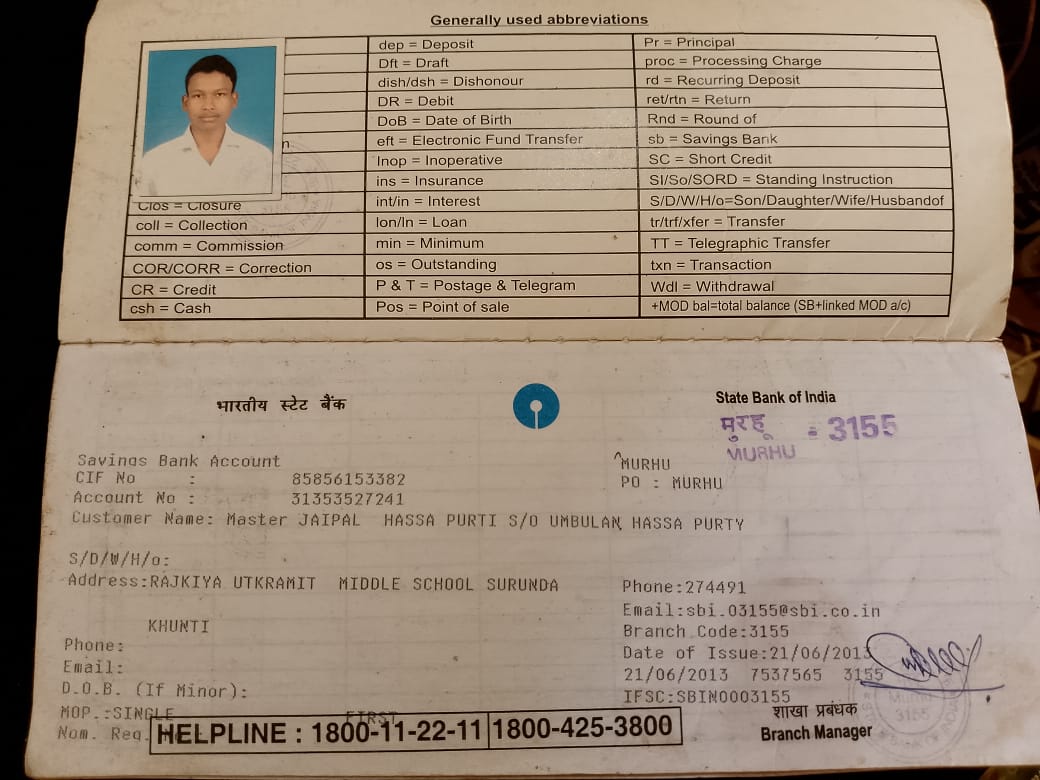 Generally used abbreviations
dep = Deposit
Dft = Draft
dish/dsh = Dishonour
DR = Debit
DoB = Date of Birth
n
eft = Electronic Fund Transfer
Inop = Inoperative
ins = Insurance
Clos = Closure
int/in = Interest
coll = Collection
lon/ln = Loan
comm = Commission
min = Minimum
COR/CORR = Correction
os = Outstanding
CR = Credit
P & T = Postage & Telegram
csh = Cash
Pos = Point of sale
Pr = Principal
proc = Processing Charge
rd = Recurring Deposit
ret/rtn = Return
Rnd = Round of
sb = Savings Bank
SC = Short Credit
SI/So/SORD = Standing Instruction
S/D/W/H/o=Son/Daughter/Wife/Husbandof
tr/trf/xfer = Transfer
TT = Telegraphic Transfer
txn = Transaction
Wdl = Withdrawal
+MOD bal=total balance (SB+linked MOD a/c)
भारतीय स्टेट बैंक
State Bank of India
मुरहू = 3155
MURHU
Savings Bank Account
CIF No : 85856153382
Account No : 31353527241
Customer Name: Master JAIPAL HASSA PURTI S/O UMBULAN HASSA PURTY
MURHU
PO : MURHU
S/D/W/H/o:
Address:RAJKIYA UTKRAMIT MIDDLE SCHOOL SURUNDA
KHUNTI
Phone:
Email:
D.O.B. (If Minor):
MOP.:SINGLE
FIRST
Nom. Reg.
Phone:274491
Email:sbi.03155@sbi.co.in
Branch Code:3155
Date of Issue:21/06/2013
21/06/2013 7537565 3155
IFSC:SBIN0003155
शाखा प्रबंधक
Branch Manager
HELPLINE : 1800-11-22-11 1800-425-3800
3155